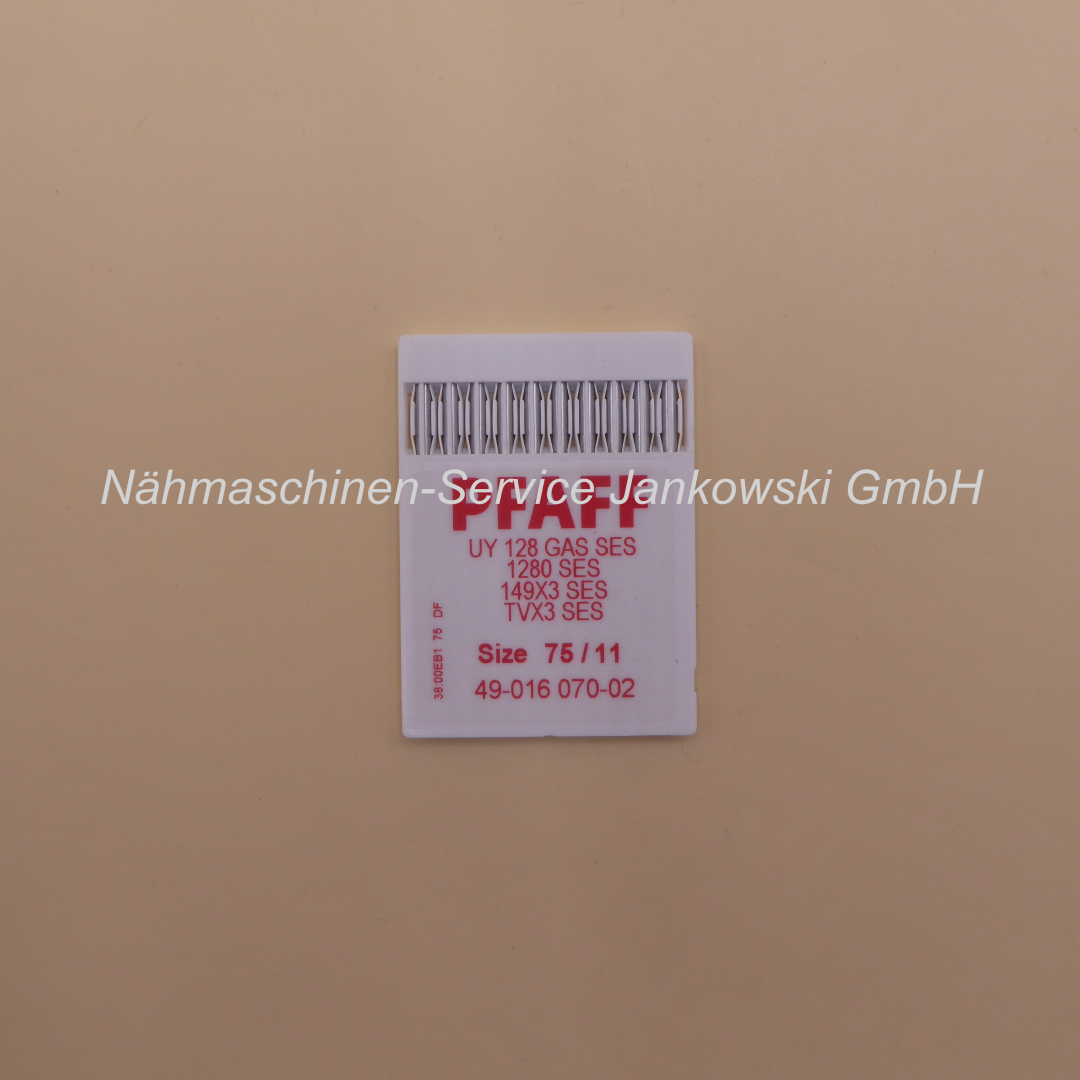 Nähmaschinen-Service Jankowski GmbH
PFAFF
UY 128 GAS SES
1280 SES
149X3 SES
TVX3 SES
Size 75 / 11
49-016 070-02
38:00EB1 75 DF